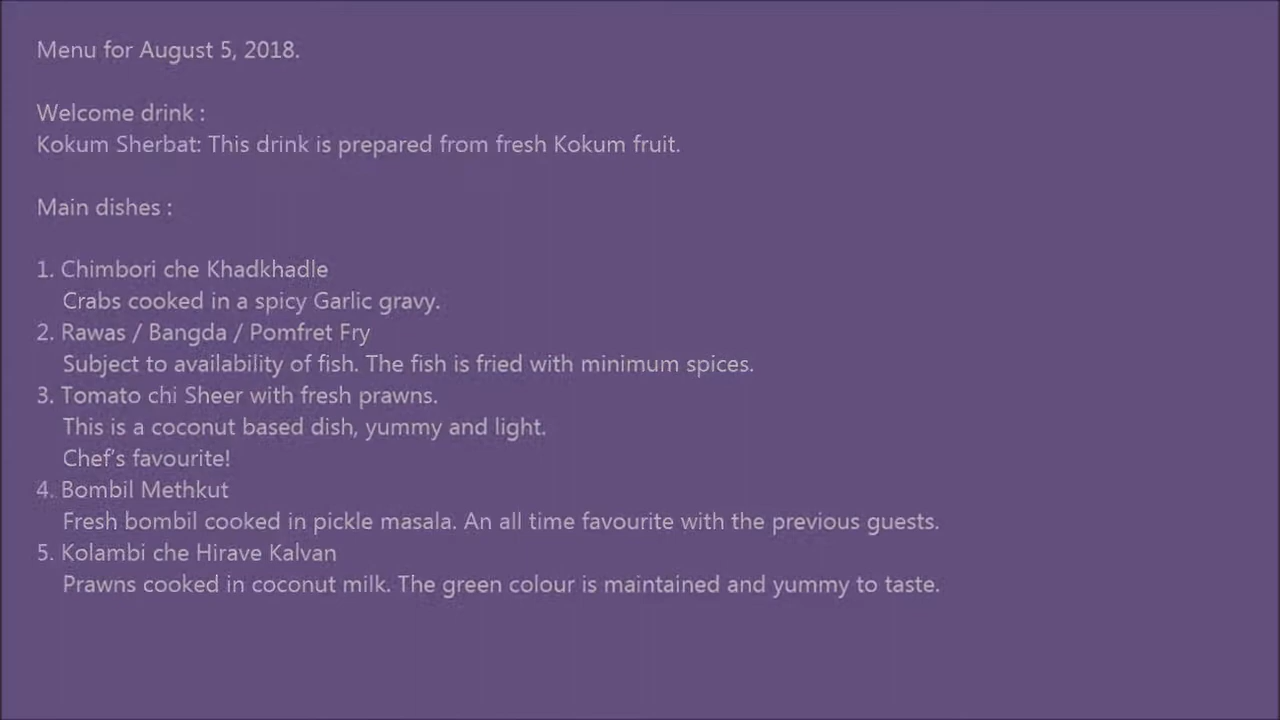 Menu for August 5, 2018.
Welcome drink :
Kokum Sherbat: This drink is prepared from fresh Kokum fruit.
Main dishes :
1. Chimbori che Khadkhadle
Crabs cooked in a spicy Garlic gravy.
2. Rawas / Bangda / Pomfret Fry
Subject to availability of fish. The fish is fried with minimum spices.
3. Tomato chi Sheer with fresh prawns.
This is a coconut based dish, yummy and light.
Chef's favourite!
4. Bombil Methkut
Fresh bombil cooked in pickle masala. An all time favourite with the previous guests.
5. Kolambi che Hirave Kalvan
Prawns cooked in coconut milk. The green colour is maintained and yummy to taste.